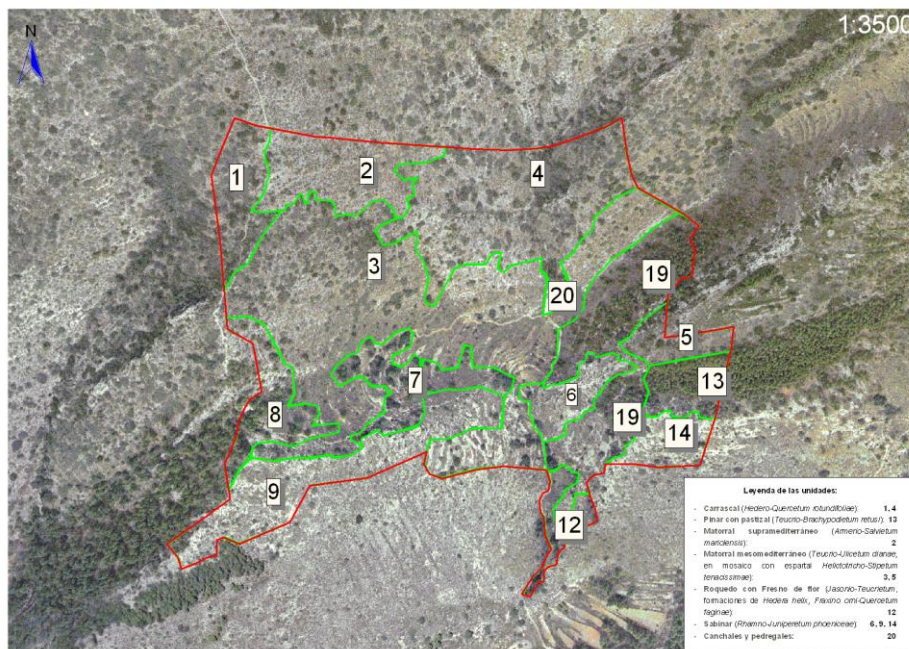 1:3500
N
1
2
4
3
19
20
5
7
6
13
8
19
14
9
12
Leyenda de las unidades:
- Carrascal (Hedero-Quercetum rotundifoliae): 1, 4
- Pinar con pastizal (Teucrio-Brachypodietum retusi): 13
- Matorral supramediterráneo (Armerio-Salvietum
mariolensis): 2
- Matorral mesomediterráneo (Teucrio-Ulicetum dianae,
en mosaico con espartal Helictotricho-Stipetum
tenacissimae): 3, 5
- Roquedo con Fresno de flor (Jasonio-Teucrietum,
formaciones de Hedera helix, Fraxino orni-Quercetum
faginae): 12
- Sabinar (Rhamno-Juniperetum phoeniceae): 6, 9, 14
- Canchales y pedregales: 20